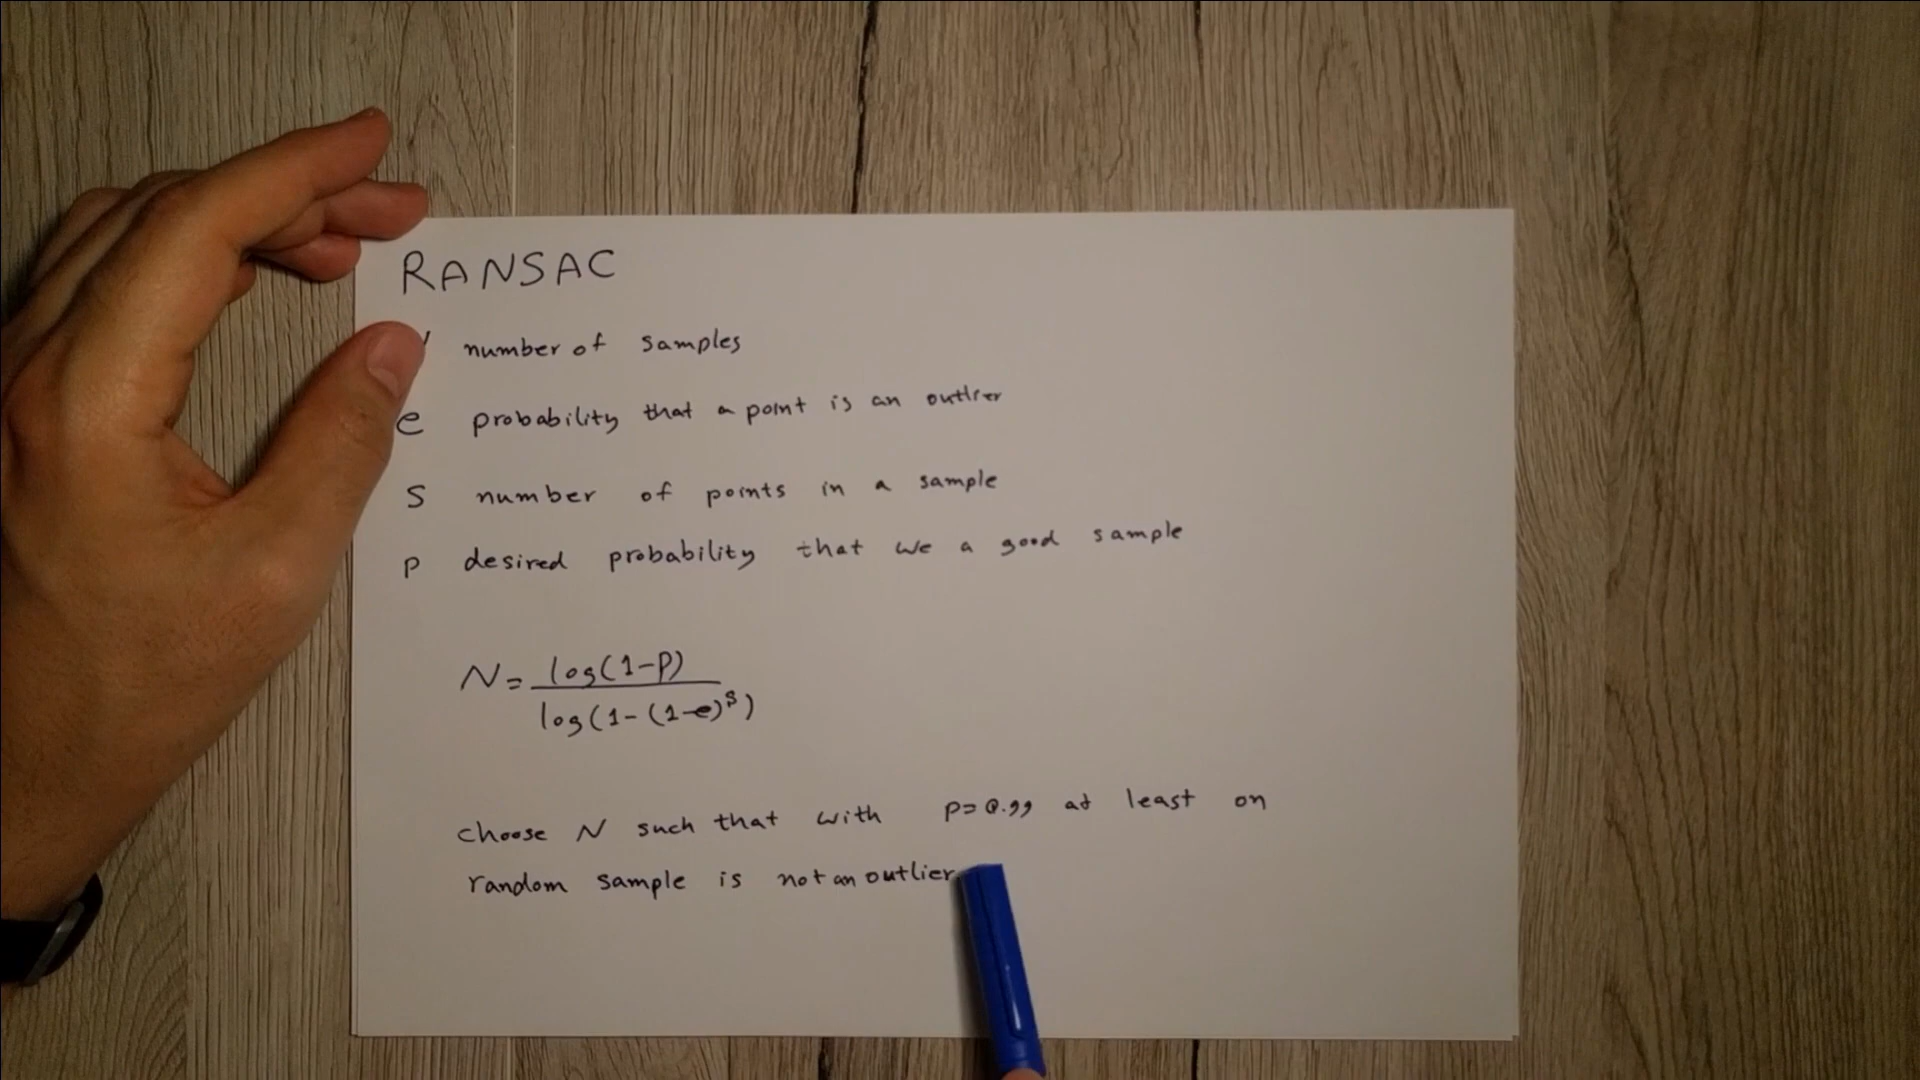 RANSAC
number of samples
e probability that a point is an outlier
S number of points in a sample
P desired probability that we a good sample
N = log(1-P)
log(1-(1-e)^s)
choose N such that with p=0.99 at least on
random sample is not an outlier